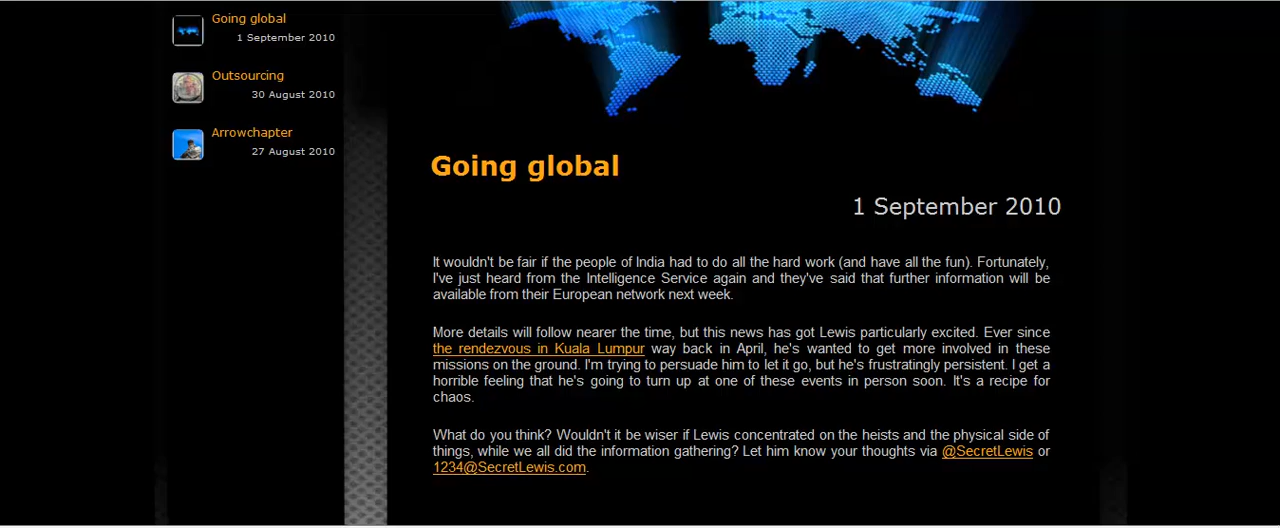 Going global
1 September 2010
Outsourcing
30 August 2010
Arrowchapter
27 August 2010
Going global
1 September 2010
It wouldn't be fair if the people of India had to do all the hard work (and have all the fun). Fortunately,
I've just heard from the Intelligence Service again and they've said that further information will be
available from their European network next week.
More details will follow nearer the time, but this news has got Lewis particularly excited. Ever since
the rendezvous in Kuala Lumpur way back in April, he's wanted to get more involved in these
missions on the ground. I'm trying to persuade him to let it go, but he's frustratingly persistent. I get a
horrible feeling that he's going to turn up at one of these events in person soon. It's a recipe for
chaos.
What do you think? Wouldn't it be wiser if Lewis concentrated on the heists and the physical side of
things, while we all did the information gathering? Let him know your thoughts via @SecretLewis or
1234@SecretLewis.com.